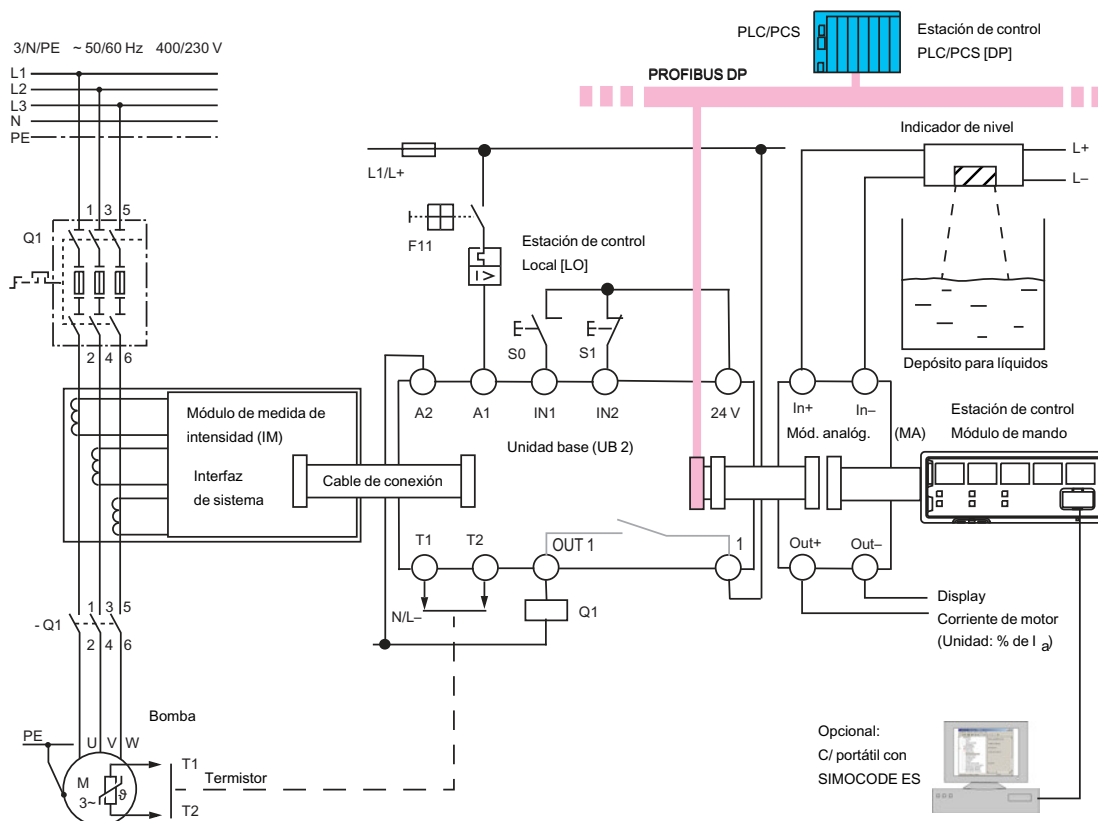 3/N/PE ~ 50/60 Hz 400/230 V
L1
L2
L3
N
PE
PLC/PCS
Estación de control
PLC/PCS [DP]
PROFIBUS DP
Indicador de nivel
L+
L–
L1/L+
F11
Estación de control
Local [LO]
I >
S0
S1
Depósito para líquidos
1 3 5
Q1
2 4 6
A2
A1
IN1
IN2
24 V
In+
In–
Unidad base (UB 2)
Mód. analóg. (MA)
Estación de control
Módulo de mando
Módulo de medida de
intensidad (IM)
Interfaz
de sistema
Cable de conexión
T1
T2
OUT 1
1
Out+
Out–
N/L–
Q1
Display
Corriente de motor
(Unidad: % de I a)
1 3 5
- Q1
2 4 6
Bomba
PE
U V W
M
3~
ϑ
T1
T2
Termistor
Opcional:
C/ portátil con
SIMOCODE ES